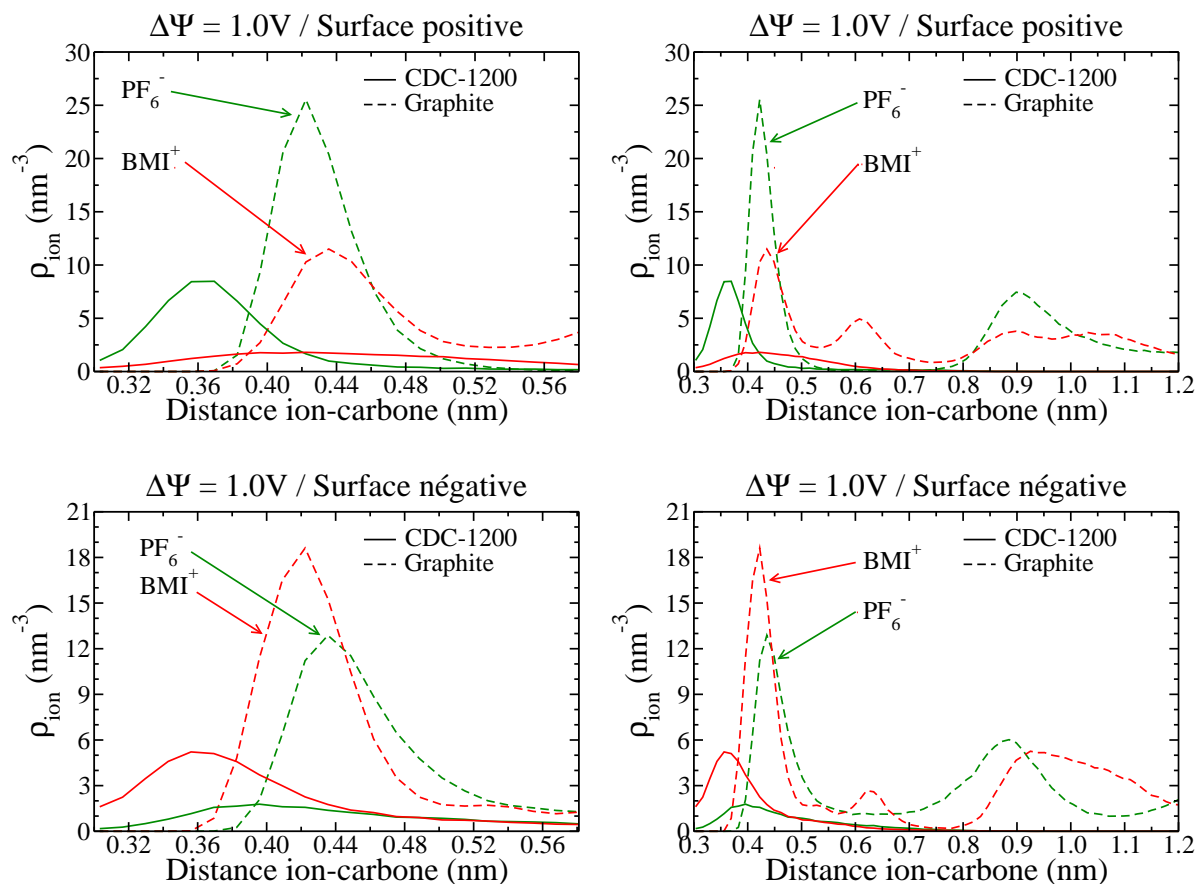 ΔΨ = 1.0V / Surface positive
30
25
20
15
10
5
0
ρion (nm-3)
PF6-
BMI+
CDC-1200
Graphite
0.32 0.36 0.40 0.44 0.48 0.52 0.56
Distance ion-carbone (nm)
ΔΨ = 1.0V / Surface positive
30
25
20
15
10
5
0
ρion (nm-3)
CDC-1200
Graphite
PF6-
BMI+
0.3 0.4 0.5 0.6 0.7 0.8 0.9 1.0 1.1 1.2
Distance ion-carbone (nm)
ΔΨ = 1.0V / Surface négative
21
18
15
12
9
6
3
0
ρion (nm-3)
PF6-
BMI+
CDC-1200
Graphite
0.32 0.36 0.40 0.44 0.48 0.52 0.56
Distance ion-carbone (nm)
ΔΨ = 1.0V / Surface négative
21
18
15
12
9
6
3
0
ρion (nm-3)
CDC-1200
Graphite
BMI+
PF6-
0.3 0.4 0.5 0.6 0.7 0.8 0.9 1.0 1.1 1.2
Distance ion-carbone (nm)